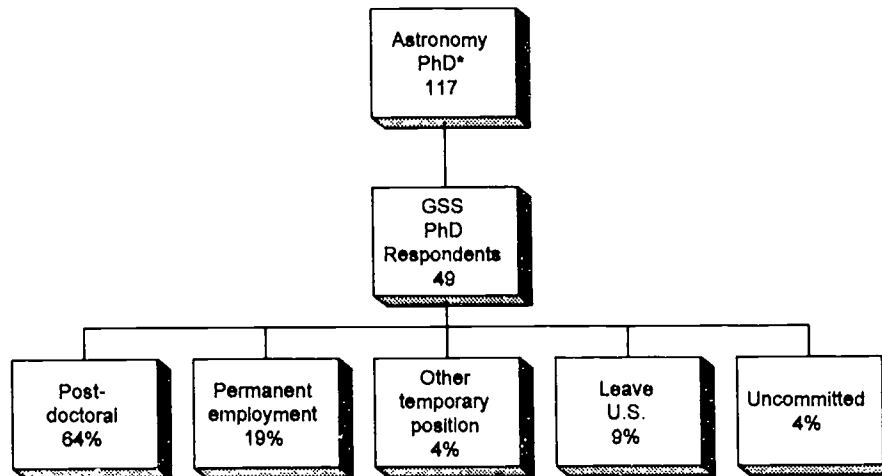 Astronomy
PhD*
117
GSS
PhD
Respondents
49
Post-
doctoral
64%
Permanent
employment
19%
Other
temporary
position
4%
Leave
U.S.
9%
Uncommitted
4%